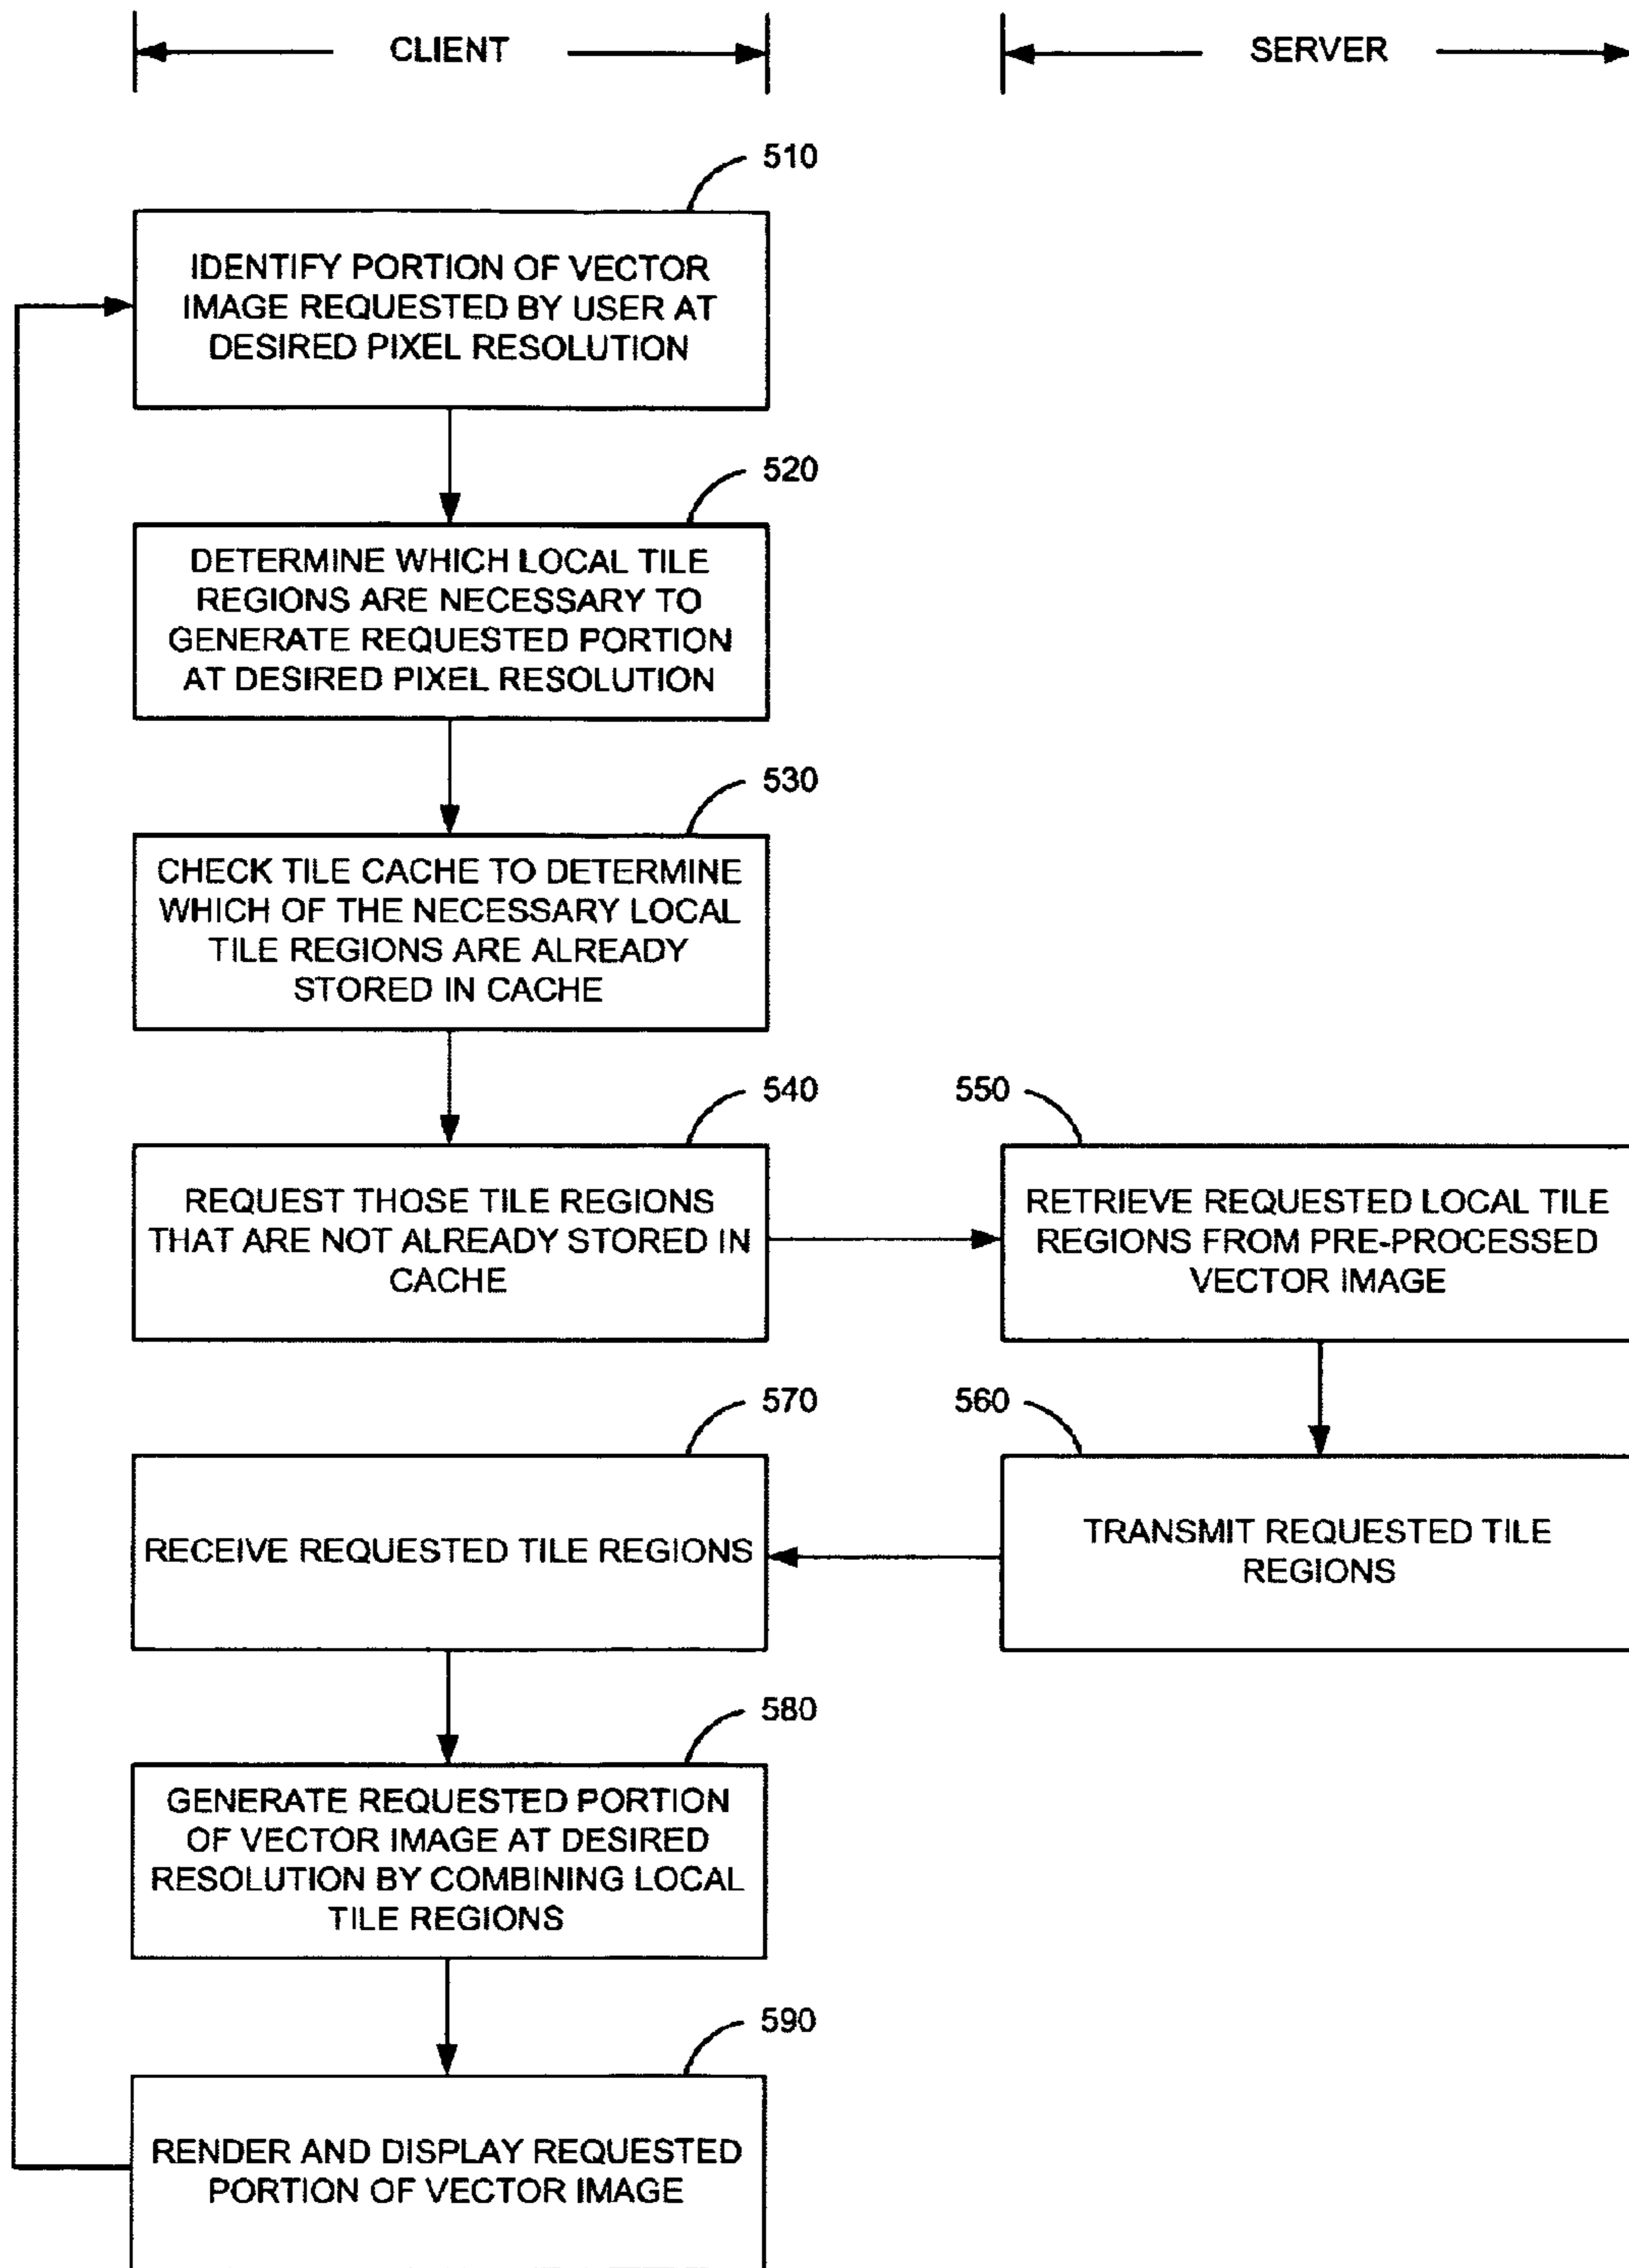 CLIENT
SERVER
510
IDENTIFY PORTION OF VECTOR
IMAGE REQUESTED BY USER AT
DESIRED PIXEL RESOLUTION
520
DETERMINE WHICH LOCAL TILE
REGIONS ARE NECESSARY TO
GENERATE REQUESTED PORTION
AT DESIRED PIXEL RESOLUTION
530
CHECK TILE CACHE TO DETERMINE
WHICH OF THE NECESSARY LOCAL
TILE REGIONS ARE ALREADY
STORED IN CACHE
540
REQUEST THOSE TILE REGIONS
THAT ARE NOT ALREADY STORED IN
CACHE
550
RETRIEVE REQUESTED LOCAL TILE
REGIONS FROM PRE-PROCESSED
VECTOR IMAGE
570
RECEIVE REQUESTED TILE REGIONS
560
TRANSMIT REQUESTED TILE
REGIONS
580
GENERATE REQUESTED PORTION
OF VECTOR IMAGE AT DESIRED
RESOLUTION BY COMBINING LOCAL
TILE REGIONS
590
RENDER AND DISPLAY REQUESTED
PORTION OF VECTOR IMAGE